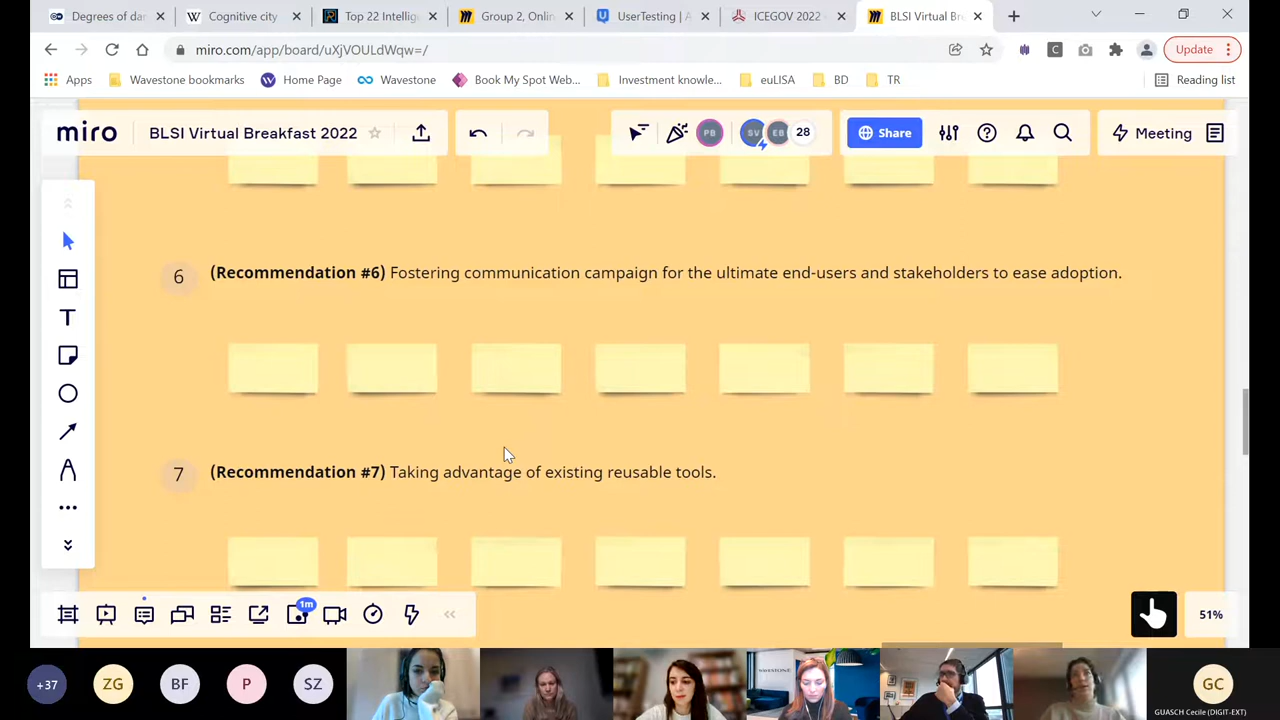 Degrees of da
Cognitive city
Top 22 Intellig
Group 2, Onlin
UserTesting | A
ICEGOV 2022
BLSI Virtual Br
miro.com/app/board/uXjVOULdWqw=/
Update
Apps
Wavestone bookmarks
Home Page
Wavestone
Book My Spot Web...
Investment knowle...
euLISA
BD
TR
Reading list
miro
BLSI Virtual Breakfast 2022
PB
SV
EB
28
Share
Meeting
6
(Recommendation #6) Fostering communication campaign for the ultimate end-users and stakeholders to ease adoption.
7
(Recommendation #7) Taking advantage of existing reusable tools.
1m
51%
+37
ZG
BF
P
SZ
GC
GUASCH Cecile (DIGIT-EXT)